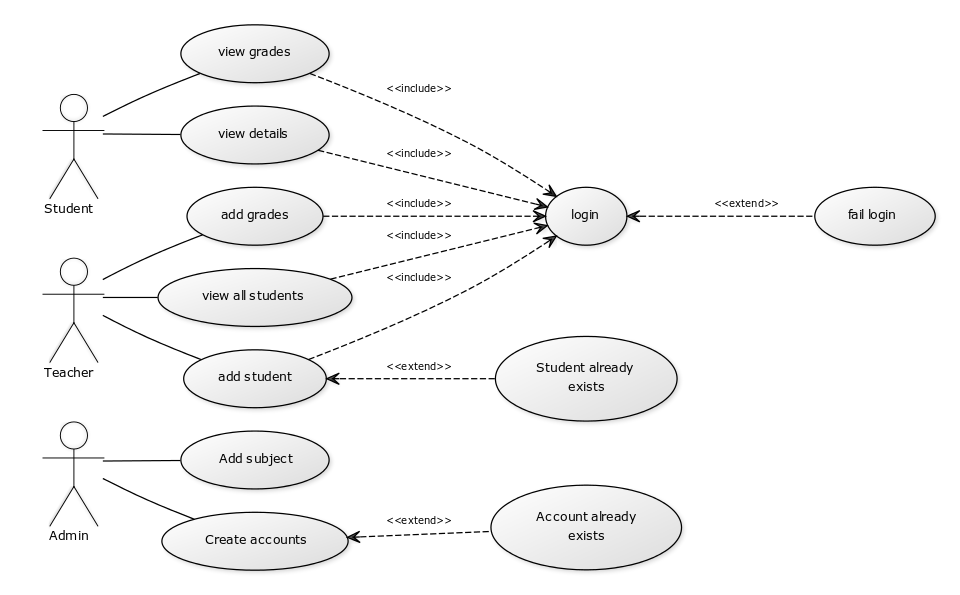 view grades
<<include>>
view details
<<include>>
Student
<<include>>
add grades
login
<<extend>>
fail login
<<include>>
<<include>>
view all students
Teacher
add student
<<extend>>
Student already
exists
Add subject
Admin
Create accounts
<<extend>>
Account already
exists